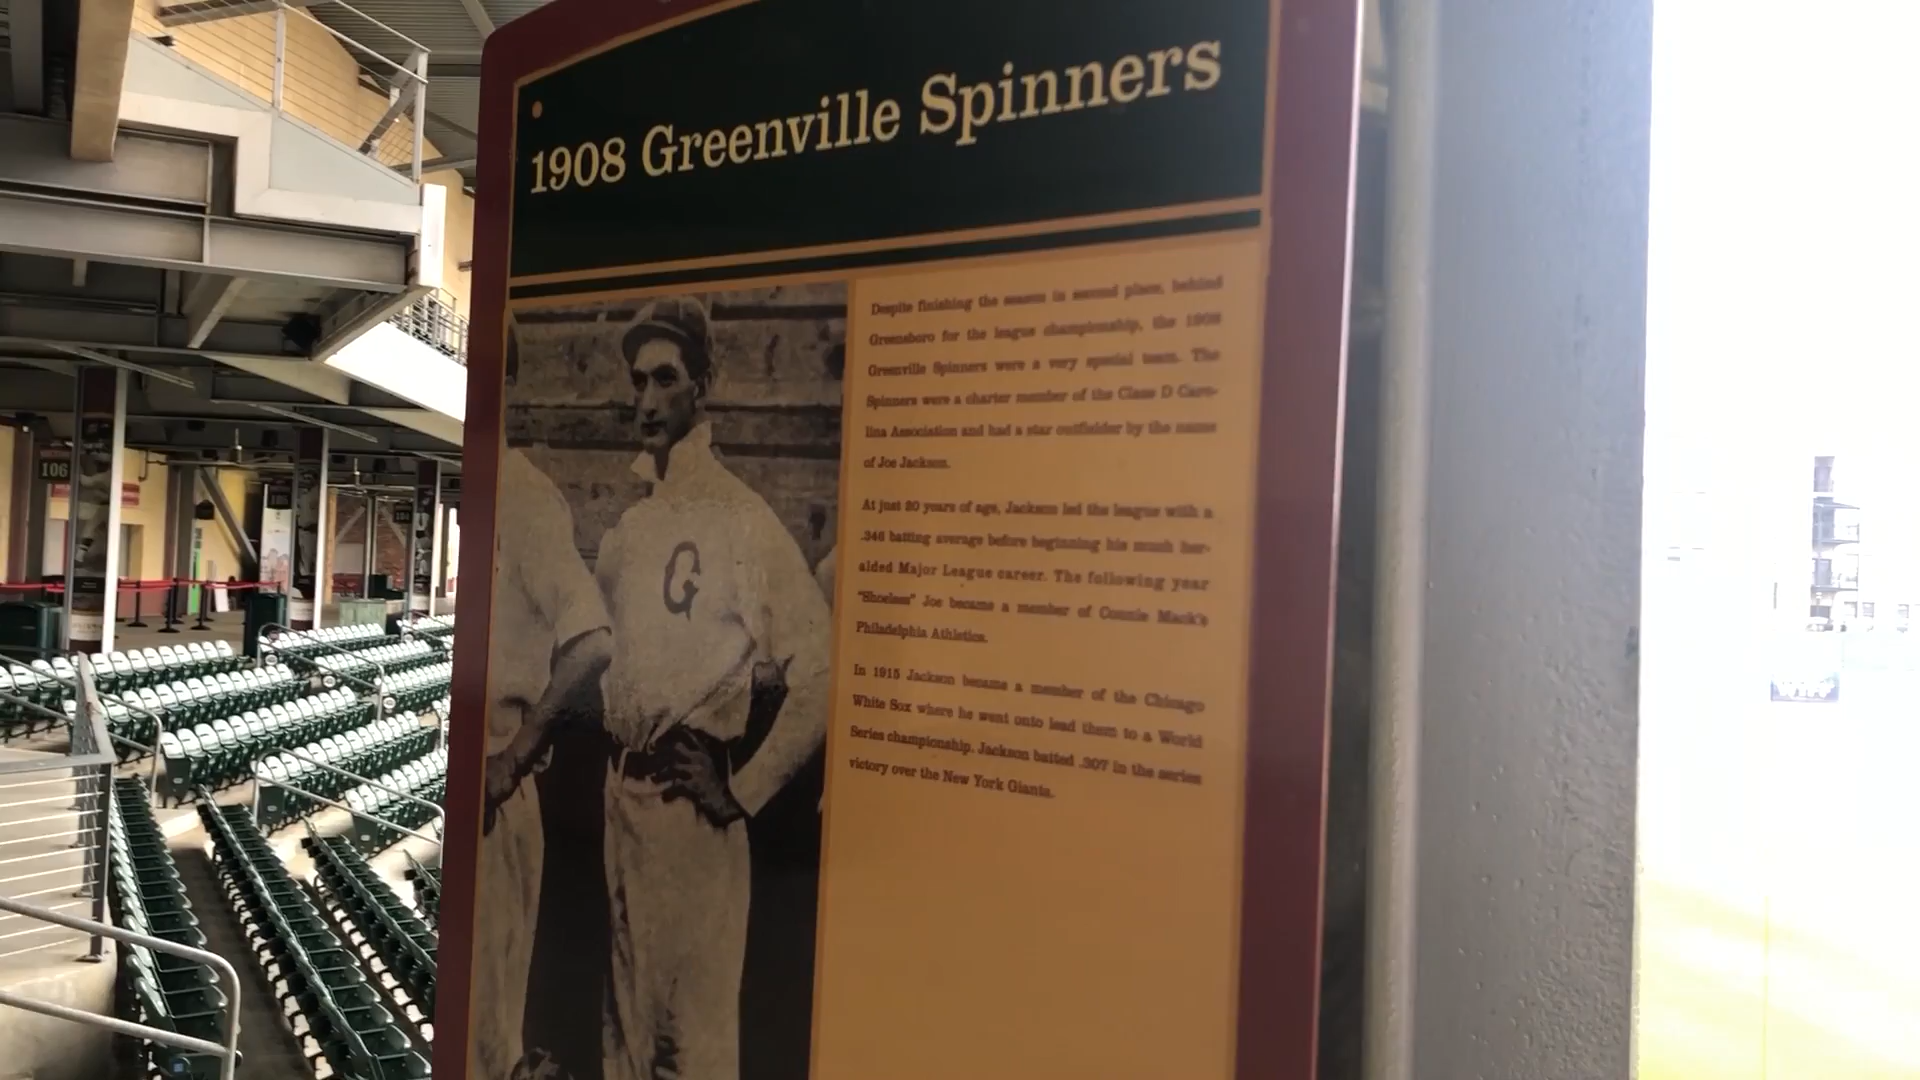 1908 Greenville Spinners
Despite finishing the season in second place, behind
Greensboro for the league championship, the 1908
Greenville Spinners were a very special team. The
Spinners were a charter member of the Class D Caro-
lina Association and had a star outfielder by the name
of Joe Jackson.
At just 20 years of age, Jackson led the league with a
.346 batting average before beginning his much her-
alded Major League career. The following year
"Shoeless" Joe became a member of Connie Mack's
Philadelphia Athletics.
In 1915 Jackson became a member of the Chicago
White Sox where he went onto lead them to a World
Series championship. Jackson batted .307 in the series
victory over the New York Giants.
G
106
105
104